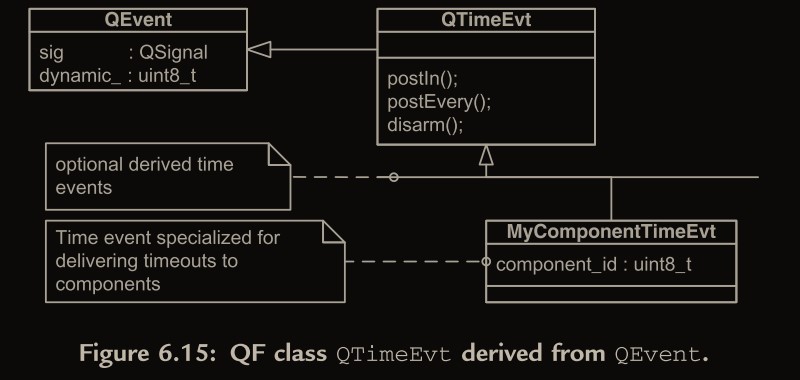 QEvent
sig : QSignal
dynamic_ : uint8_t
QTimeEvt
postIn();
postEvery();
disarm();
optional derived time
events
Time event specialized for
delivering timeouts to
components
MyComponentTimeEvt
component_id : uint8_t
Figure 6.15: QF class QTimeEvt derived from QEvent.